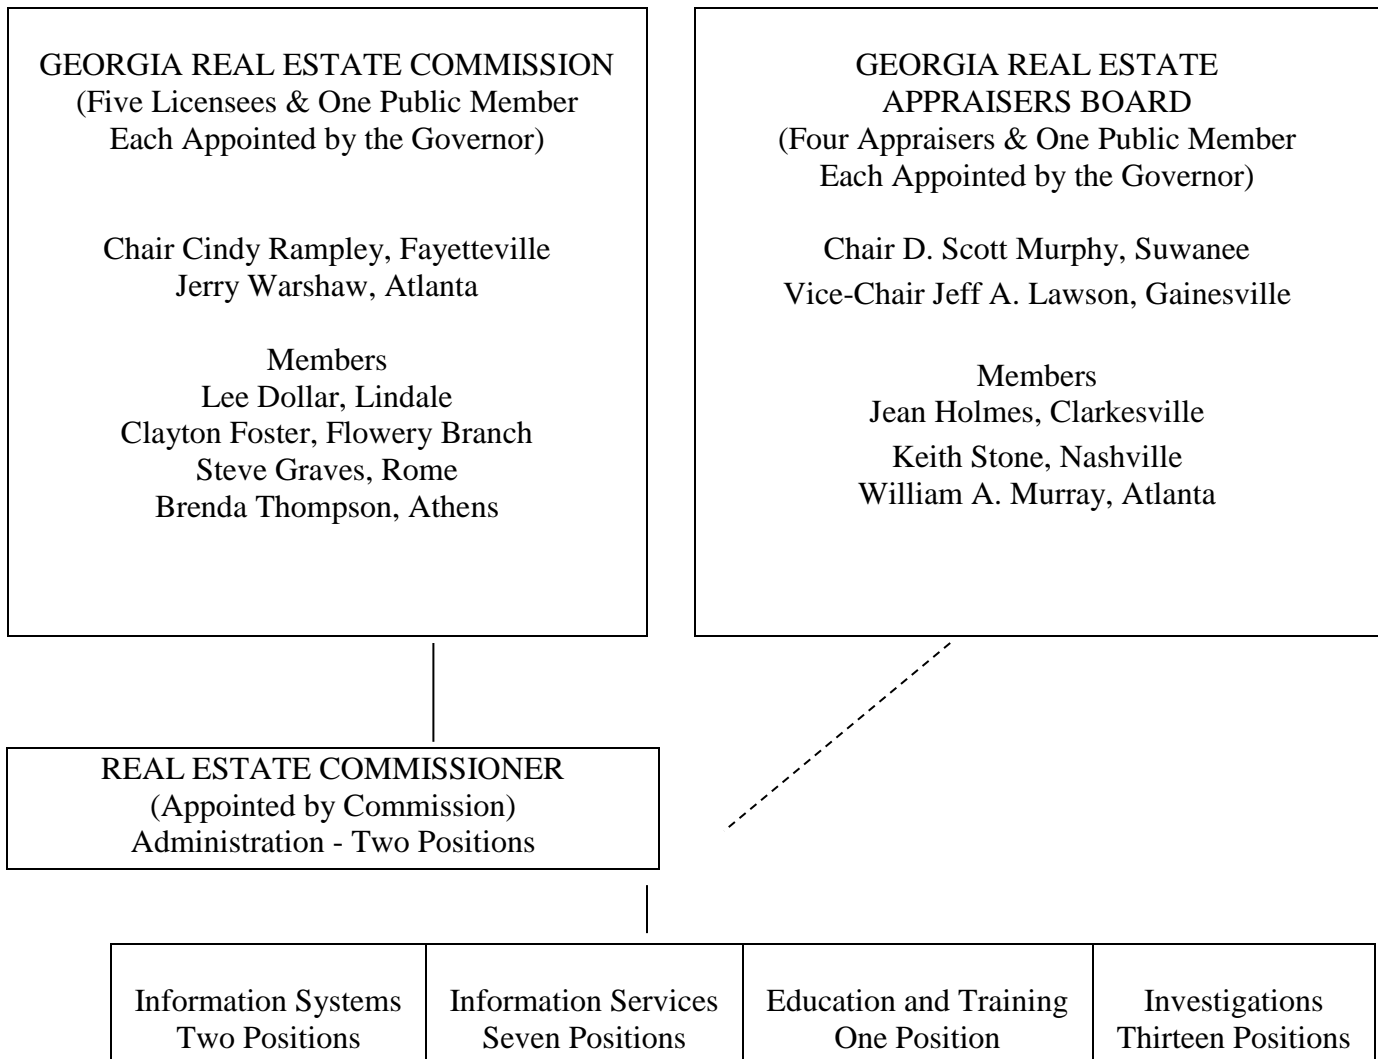 GEORGIA REAL ESTATE COMMISSION
(Five Licensees & One Public Member
Each Appointed by the Governor)
Chair Cindy Rampley, Fayetteville
Jerry Warshaw, Atlanta
Members
Lee Dollar, Lindale
Clayton Foster, Flowery Branch
Steve Graves, Rome
Brenda Thompson, Athens
GEORGIA REAL ESTATE
APPRAISERS BOARD
(Four Appraisers & One Public Member
Each Appointed by the Governor)
Chair D. Scott Murphy, Suwanee
Vice-Chair Jeff A. Lawson, Gainesville
Members
Jean Holmes, Clarkesville
Keith Stone, Nashville
William A. Murray, Atlanta
REAL ESTATE COMMISSIONER
(Appointed by Commission)
Administration - Two Positions
Information Systems
Two Positions
Information Services
Seven Positions
Education and Training
One Position
Investigations
Thirteen Positions